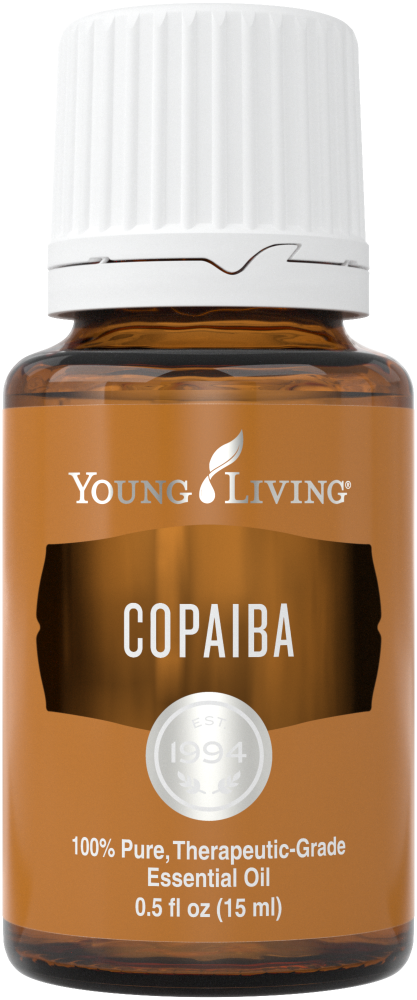 YOUNG LIVING®
COPAIBA
EST.
1994
100% Pure, Therapeutic-Grade
Essential Oil
0.5 fl oz (15 ml)